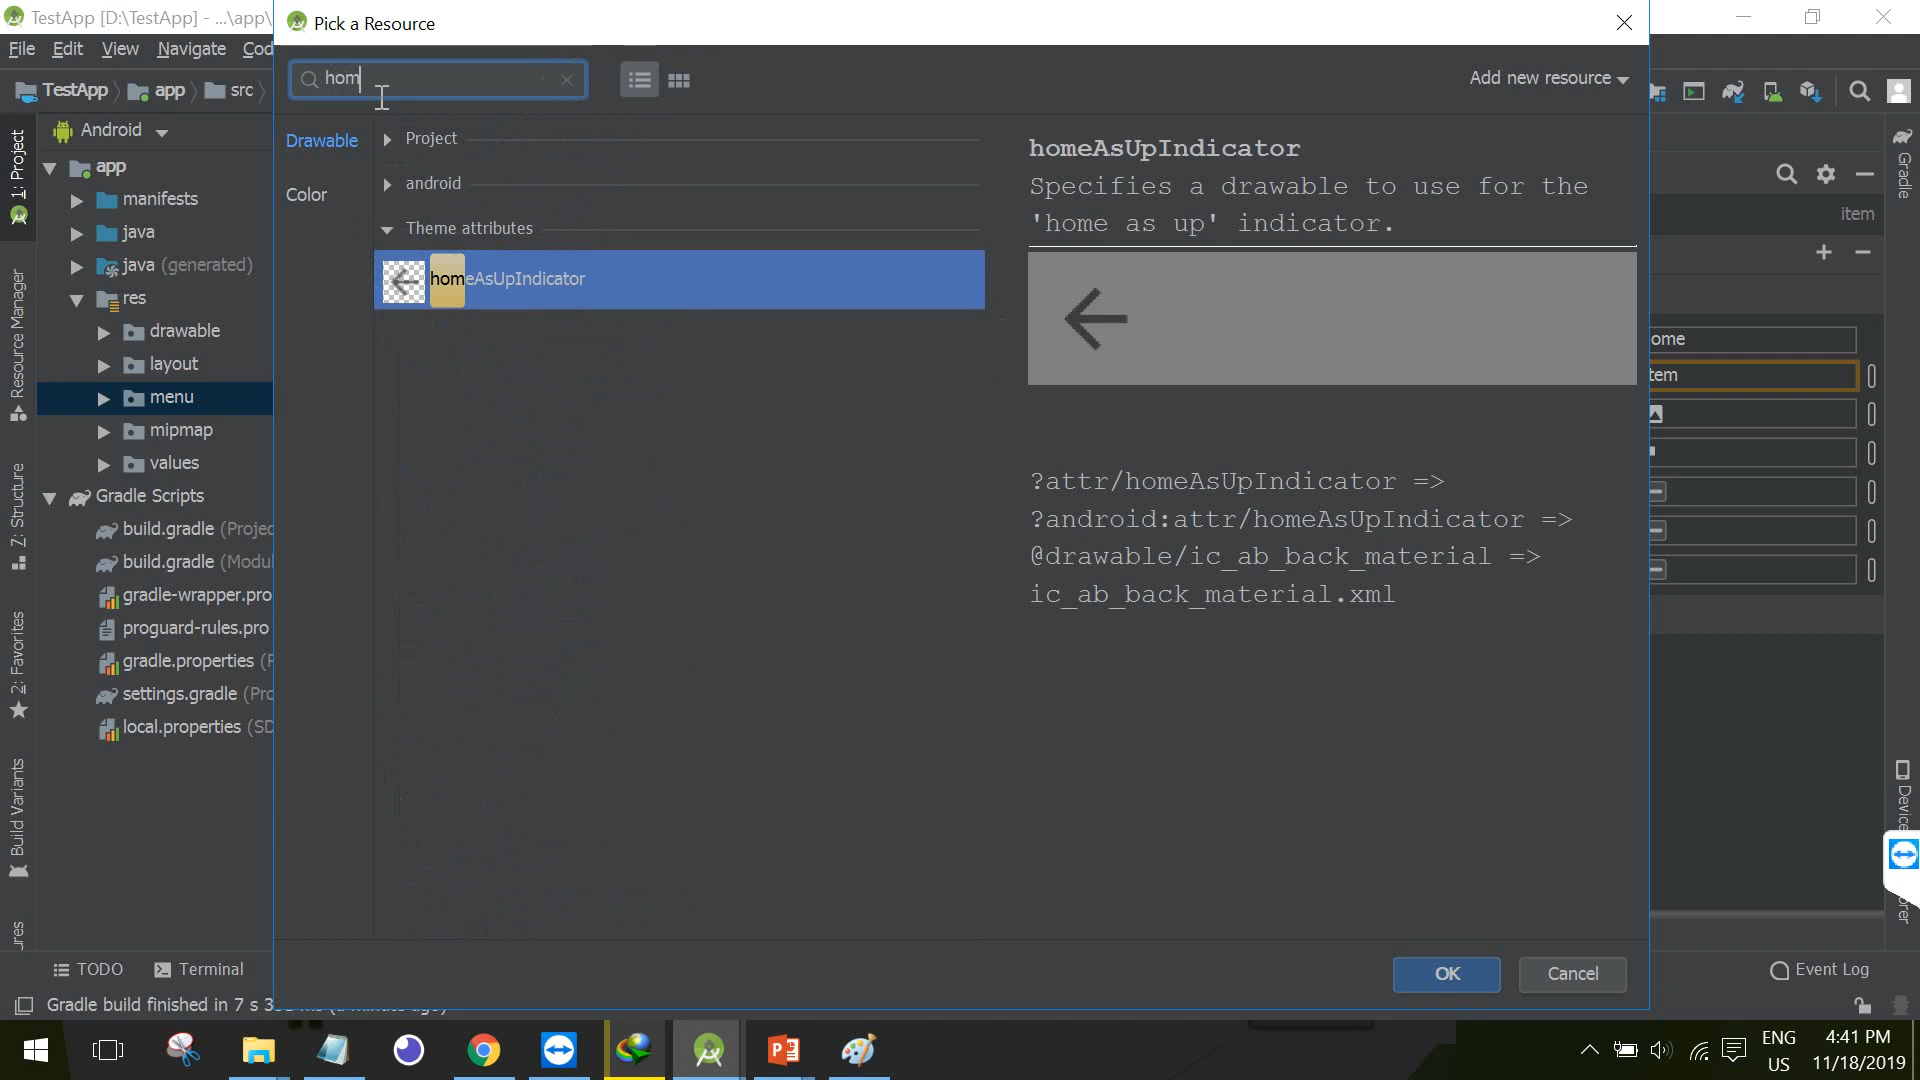 TestApp [D:\TestApp] - ...\app\
Pick a Resource
File Edit View Navigate Cod
TestApp app src
hom
Add new resource
1: Project
Resource Manager
Z: Structure
2: Favorites
Build Variants
ures
Android
app
manifests
java
java (generated)
res
drawable
layout
menu
mipmap
values
Gradle Scripts
build.gradle (Projec
build.gradle (Modul
gradle-wrapper.pro
proguard-rules.pro
gradle.properties (P
settings.gradle (Pro
local.properties (SD
Drawable
Color
Project
android
Theme attributes
homeAsUpIndicator
homeAsUpIndicator
Specifies a drawable to use for the
'home as up' indicator.
?attr/homeAsUpIndicator =>
?android:attr/homeAsUpIndicator =>
@drawable/ic_ab_back_material =>
ic_ab_back_material.xml
OK Cancel
item
ome
tem
Gradle
Device
orer
TODO Terminal
Event Log
Gradle build finished in 7 s 3
ENG
US
4:41 PM
11/18/2019